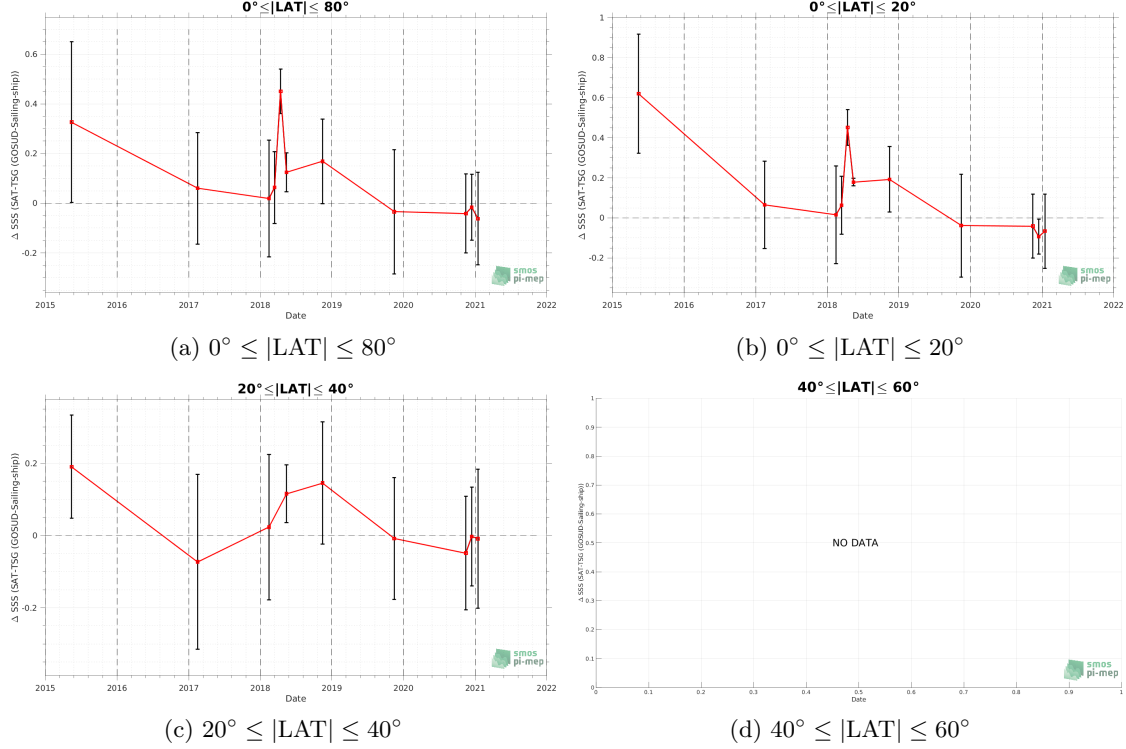 0°≤|LAT|≤ 80°
Δ SSS (SAT-TSG (GOSUD-Sailing-ship))
0.6
0.4
0.2
0
-0.2
2015 2016 2017 2018 2019 2020 2021 2022
Date
smos
pi-mep
(a) 0° ≤ |LAT| ≤ 80°
0°≤|LAT|≤ 20°
Δ SSS (SAT-TSG (GOSUD-Sailing-ship))
1
0.8
0.6
0.4
0.2
0
-0.2
2015 2016 2017 2018 2019 2020 2021 2022
Date
smos
pi-mep
(b) 0° ≤ |LAT| ≤ 20°
20°≤|LAT|≤ 40°
Δ SSS (SAT-TSG (GOSUD-Sailing-ship))
0.2
0
-0.2
2015 2016 2017 2018 2019 2020 2021 2022
Date
smos
pi-mep
(c) 20° ≤ |LAT| ≤ 40°
40°≤|LAT|≤ 60°
Δ SSS (SAT-TSG (GOSUD-Sailing-ship))
1
0.9
0.8
0.7
0.6
0.5
0.4
0.3
0.2
0.1
0
NO DATA
0 0.1 0.2 0.3 0.4 0.5 0.6 0.7 0.8 0.9 1
Date
smos
pi-mep
(d) 40° ≤ |LAT| ≤ 60°